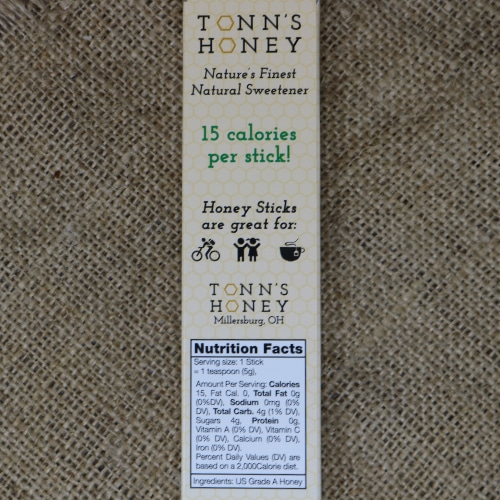 TONN'S
HONEY
Nature's Finest
Natural Sweetener
15 calories
per stick!
Honey Sticks
are great for:
TONN'S
HONEY
Millersburg, OH
Nutrition Facts
Serving size: 1 Stick
= 1 teaspoon (5g),
Amount Per Serving: Calories
15, Fat Cal. 0, Total Fat 0g
(0%DV), Sodium 0mg (0%
DV), Total Carb. 4g (1% DV),
Sugars 4g, Protein 0g,
Vitamin A (0% DV), Vitamin C
(0% DV), Calcium (0% DV),
Iron (0% DV).
Percent Daily Values (DV) are
based on a 2,000Calorie diet.
Ingredients: US Grade A Honey